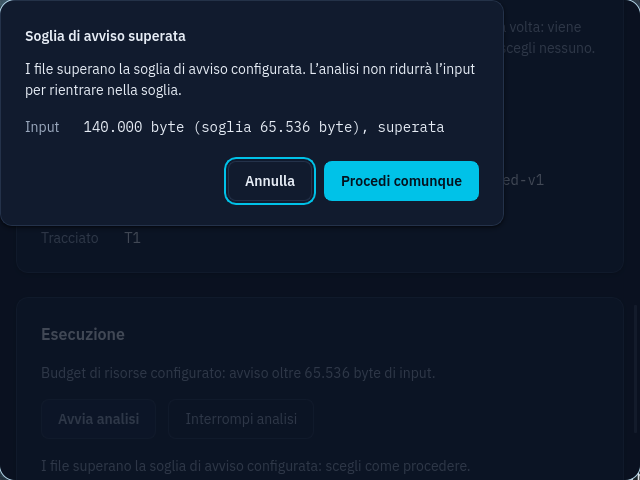 Soglia di avviso superata
I file superano la soglia di avviso configurata. L’analisi non ridurrà l’input
per rientrare nella soglia.
Input 140.000 byte (soglia 65.536 byte), superata
Annulla Procedi comunque
volta: viene
scegli nessuno.
ed-v1
Tracciato T1
Esecuzione
Budget di risorse configurato: avviso oltre 65.536 byte di input.
Avvia analisi Interrompi analisi
I file superano la soglia di avviso configurata: scegli come procedere.